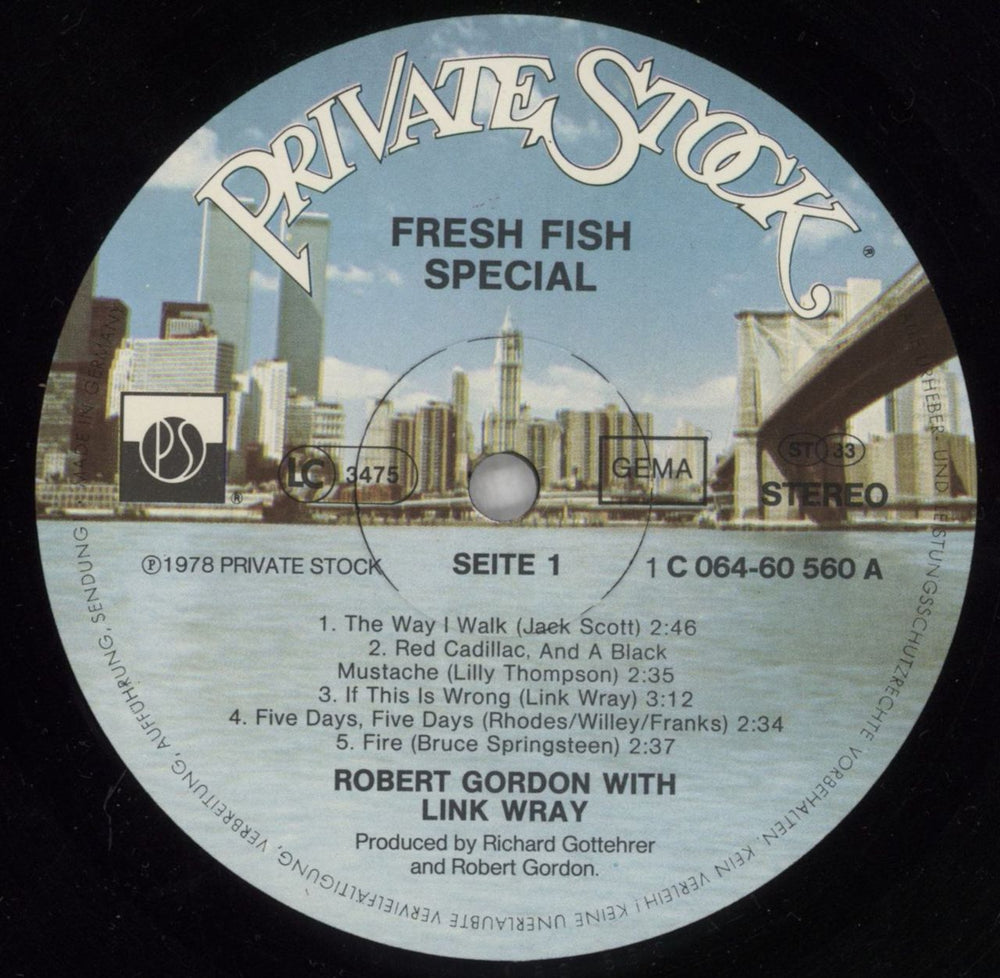 PRIVATE STOCK
®
FRESH FISH
SPECIAL
PS
®
LC 3475
GEMA
ST 33
STEREO
℗1978 PRIVATE STOCK
SEITE 1
1 C 064-60 560 A
1. The Way I Walk (Jack Scott) 2:46
2. Red Cadillac, And A Black
Mustache (Lilly Thompson) 2:35
3. If This Is Wrong (Link Wray) 3:12
4. Five Days, Five Days (Rhodes/Willey/Franks) 2:34
5. Fire (Bruce Springsteen) 2:37
ROBERT GORDON WITH
LINK WRAY
Produced by Richard Gottehrer
and Robert Gordon.
URHEBER- UND LEISTUNGSSCHUTZRECHTE VORBEHALTEN. KEIN VERLEIH! KEINE UNERLAUBTE VERVIELFÄLTIGUNG, VERBREITUNG, AUFFÜHRUNG, SENDUNG • MADE IN GERMANY